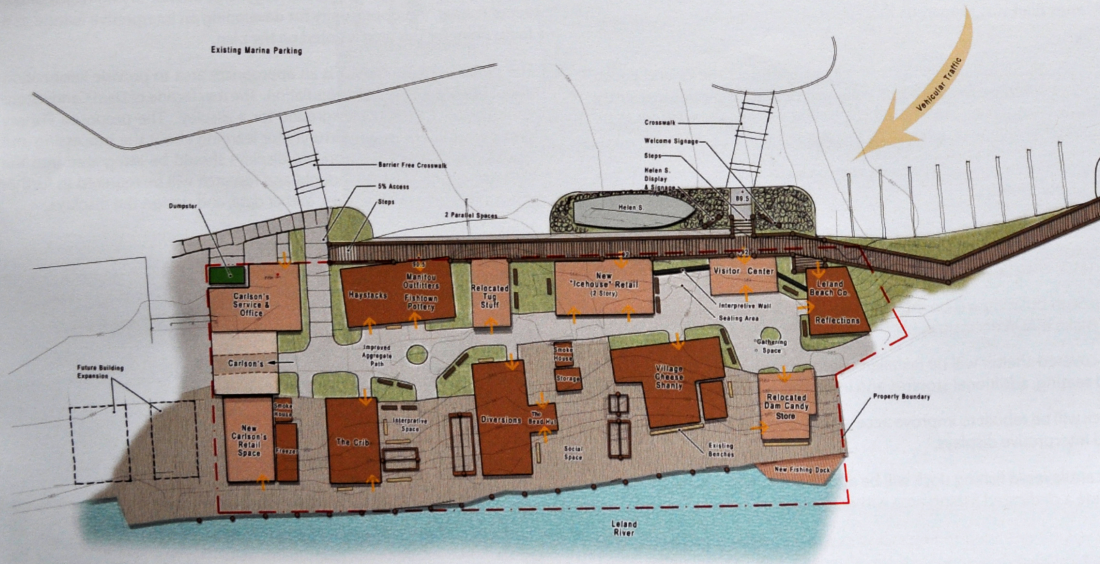 Existing Marina Parking
Vehicular Traffic
Crosswalk
Welcome Signage
Steps
Helen S.
Display
& Signage
Barrier Free Crosswalk
5% Access
Steps
2 Parallel Spaces
Dumpster
Helen S
Carlson's
Service &
Office
Haystacks
Manitou
Outfitters
Fishtown
Pottery
Relocated
Tug
Stuff
New
"Icehouse" Retail
(2 Story)
Visitor Center
Interpretive Wall
Seating Area
Leland
Beach Co.
Reflections
Carlson's
Improved
Aggregate
Path
Gathering
Space
Future Building
Expansion
Smoke
House
Storage
Village
Cheese
Shanty
Property Boundary
New
Carlson's
Retail
Space
Smoke
House
Freezer
The Crib
Interpretive
Space
Diversions
The
Bead Hut
Social
Space
Existing
Benches
Relocated
Dam Candy
Store
New Fishing Dock
Leland
River